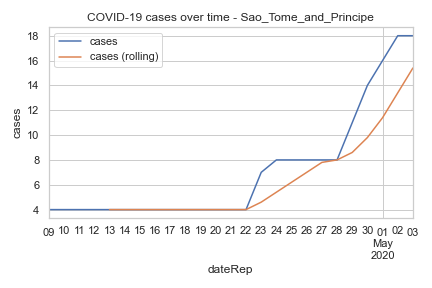 COVID-19 cases over time - Sao_Tome_and_Principe
cases
cases (rolling)
18
16
14
12
10
8
6
4
cases
09 10 11 12 13 14 15 16 17 18 19 20 21 22 23 24 25 26 27 28 29 30 01 02 03
May
2020
dateRep